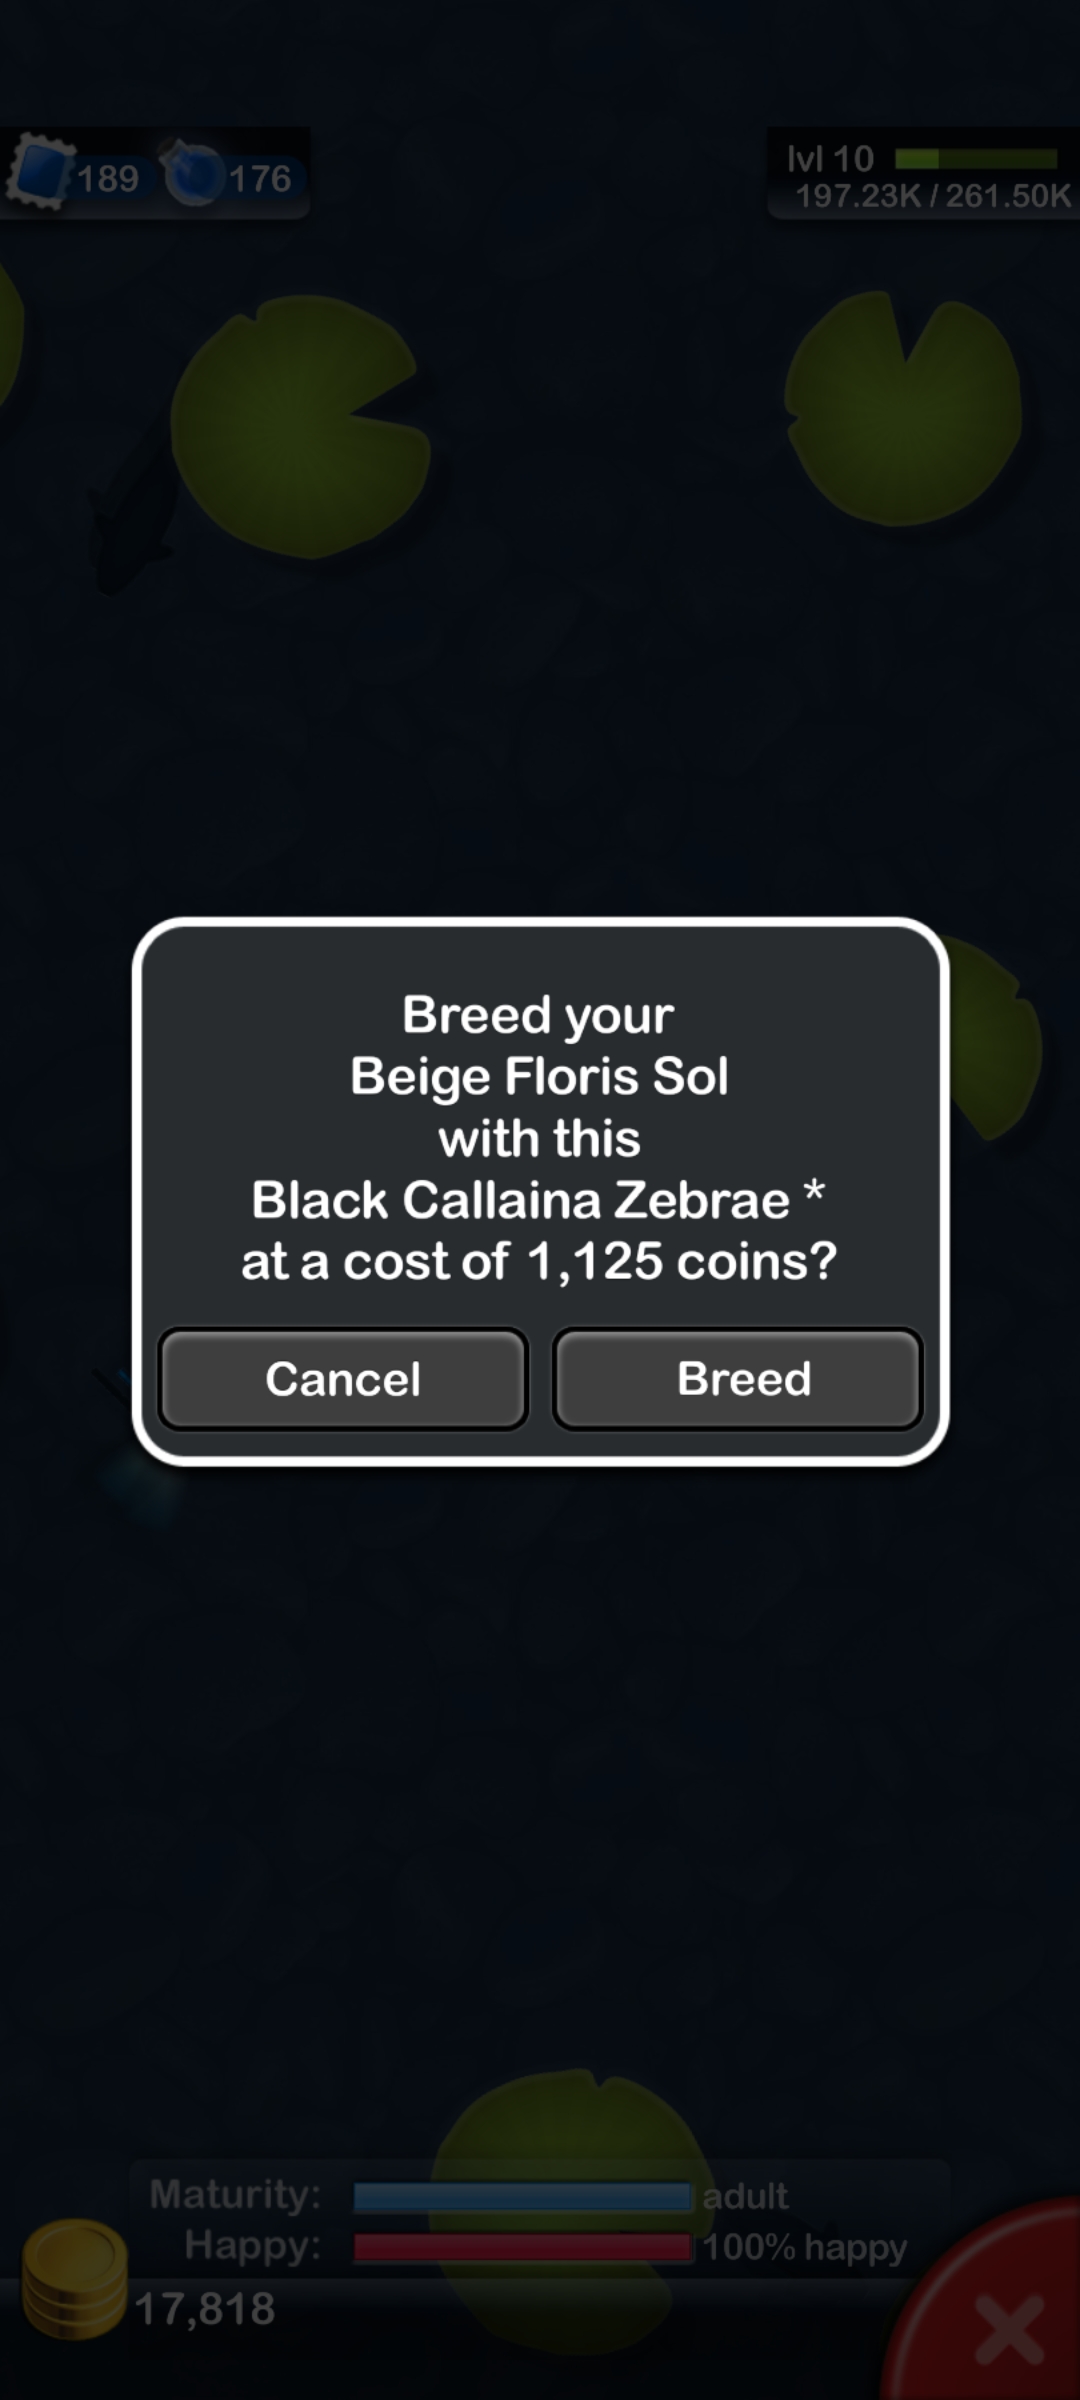 189 176
lvl 10
197.23K / 261.50K
Breed your
Beige Floris Sol
with this
Black Callaina Zebrae *
at a cost of 1,125 coins?
Cancel Breed
Maturity: adult
Happy: 100% happy
17,818